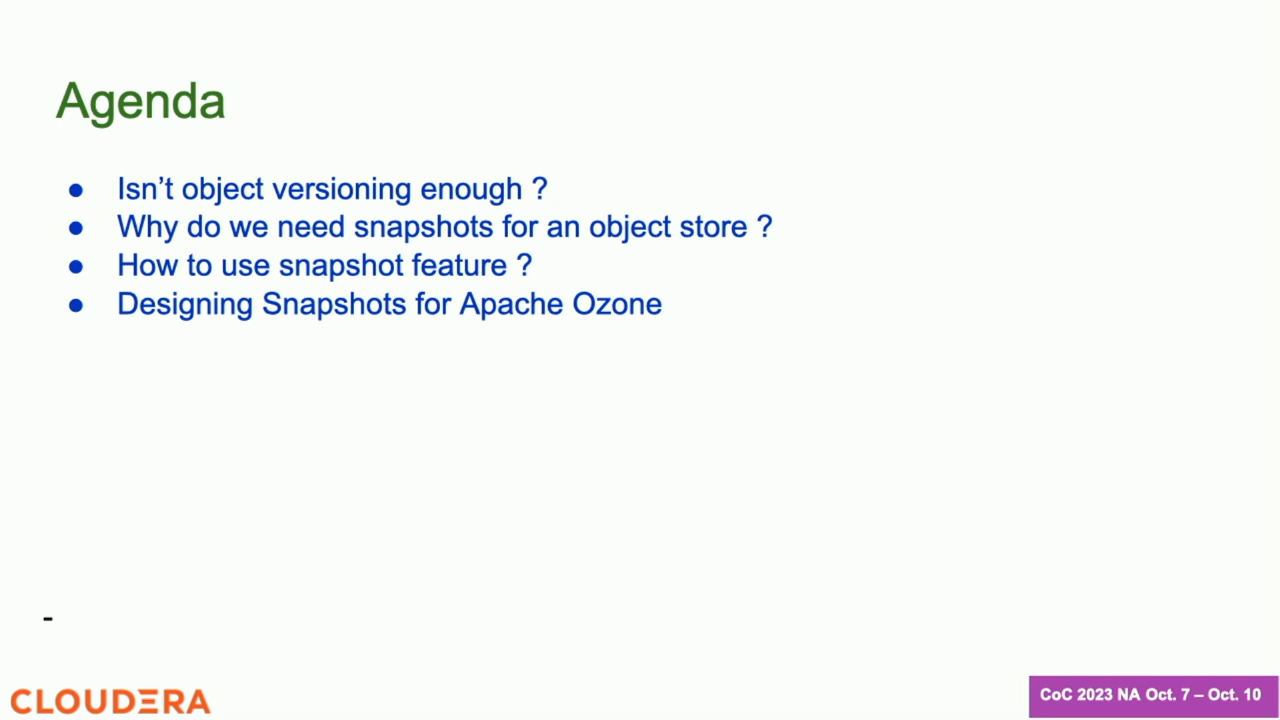 Agenda
● Isn’t object versioning enough ?
● Why do we need snapshots for an object store ?
● How to use snapshot feature ?
● Designing Snapshots for Apache Ozone
-
CLOUDERA
CoC 2023 NA Oct. 7 – Oct. 10